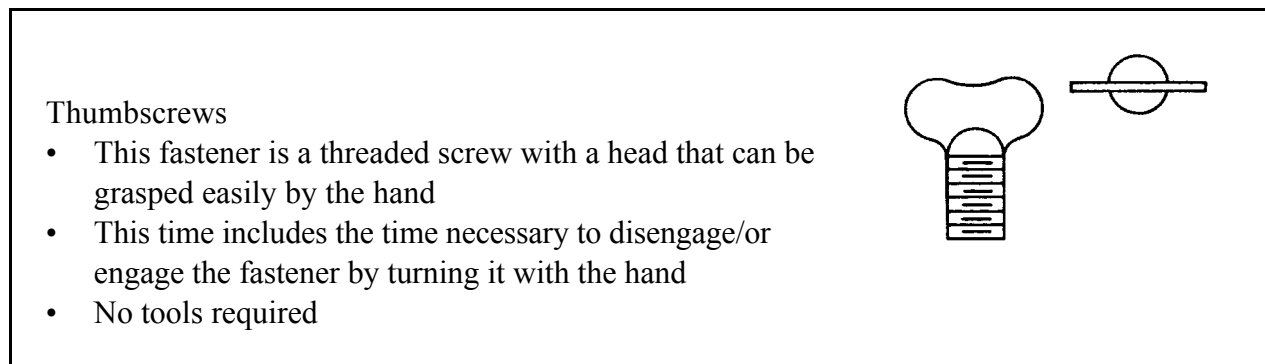 Thumbscrews
• This fastener is a threaded screw with a head that can be
grasped easily by the hand
• This time includes the time necessary to disengage/or
engage the fastener by turning it with the hand
• No tools required